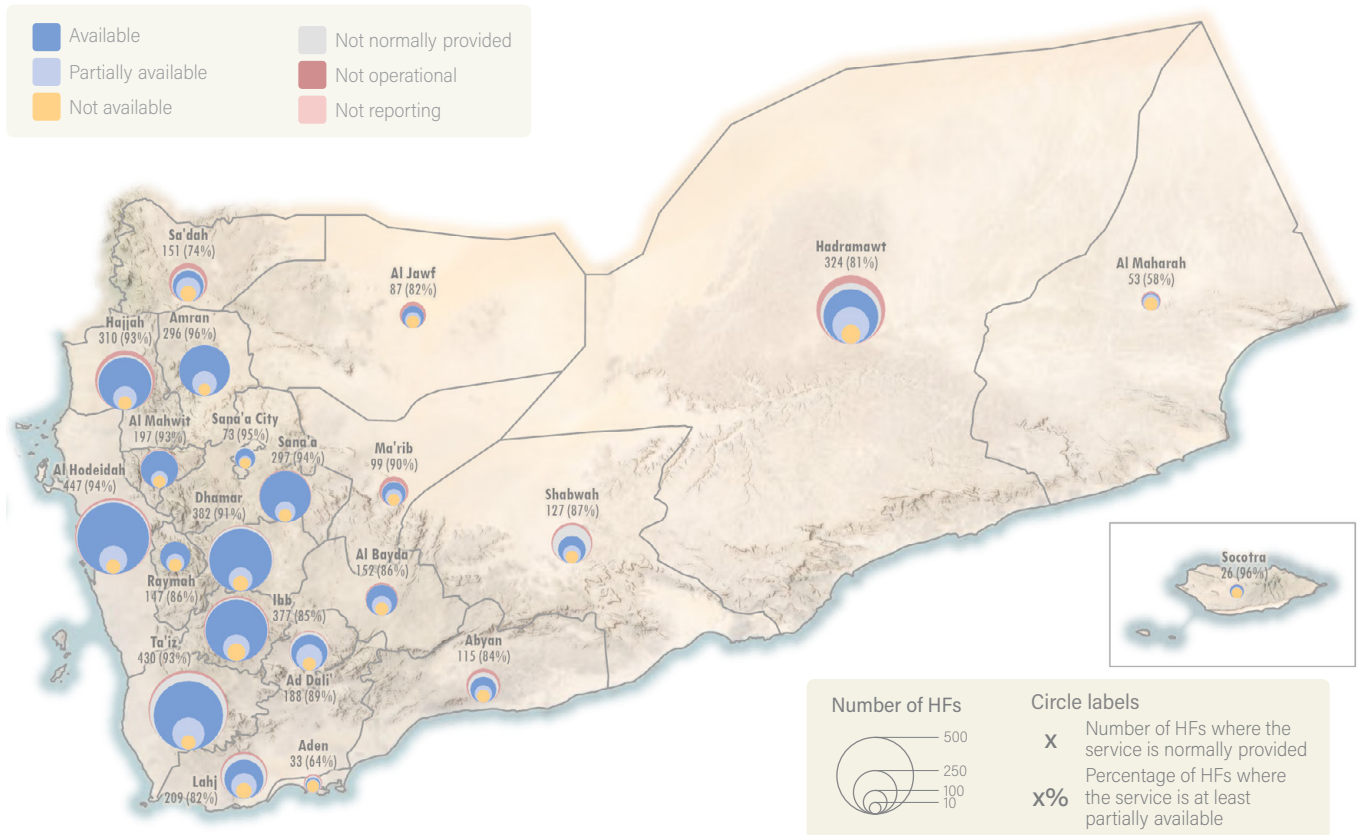 Available
Partially available
Not available
Not normally provided
Not operational
Not reporting
Sa'dah
151 (74%)
Al Jawf
87 (82%)
Hadramawt
324 (81%)
Al Maharah
53 (58%)
Hajjah
310 (93%)
Amran
296 (96%)
Al Mahwit
197 (93%)
Sana'a City
73 (95%)
Sana'a
297 (94%)
Ma'rib
99 (90%)
Al Hodeidah
447 (94%)
Dhamar
382 (91%)
Shabwah
127 (87%)
Al Bayda
152 (86%)
Raymah
147 (86%)
Ibb
377 (85%)
Socotra
26 (96%)
Ta'iz
430 (93%)
Ad Dali'
188 (89%)
Abyan
115 (84%)
Aden
33 (64%)
Lahj
209 (82%)
Number of HFs
500
250
100
10
Circle labels
x
Number of HFs where the
service is normally provided
x%
Percentage of HFs where
the service is at least
partially available